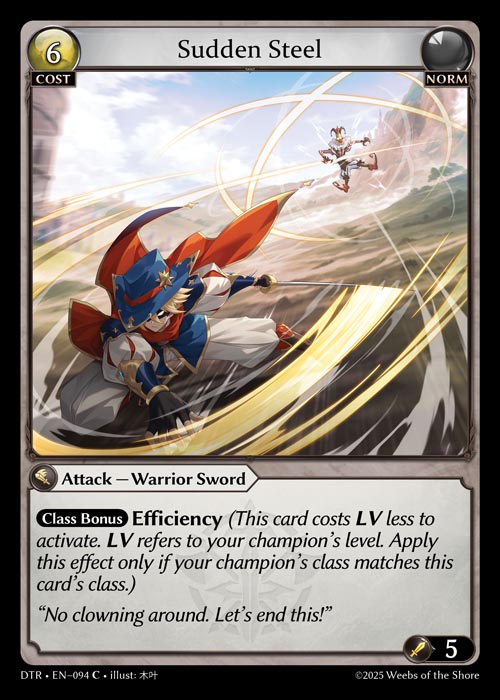 6
Sudden Steel
COST
NORM
Attack — Warrior Sword
Class Bonus Efficiency (This card costs LV less to
activate. LV refers to your champion's level. Apply
this effect only if your champion's class matches this
card's class.)
“No clowning around. Let's end this!”
5
DTR • EN-094 C • illust: 木叶
©2025 Weebs of the Shore